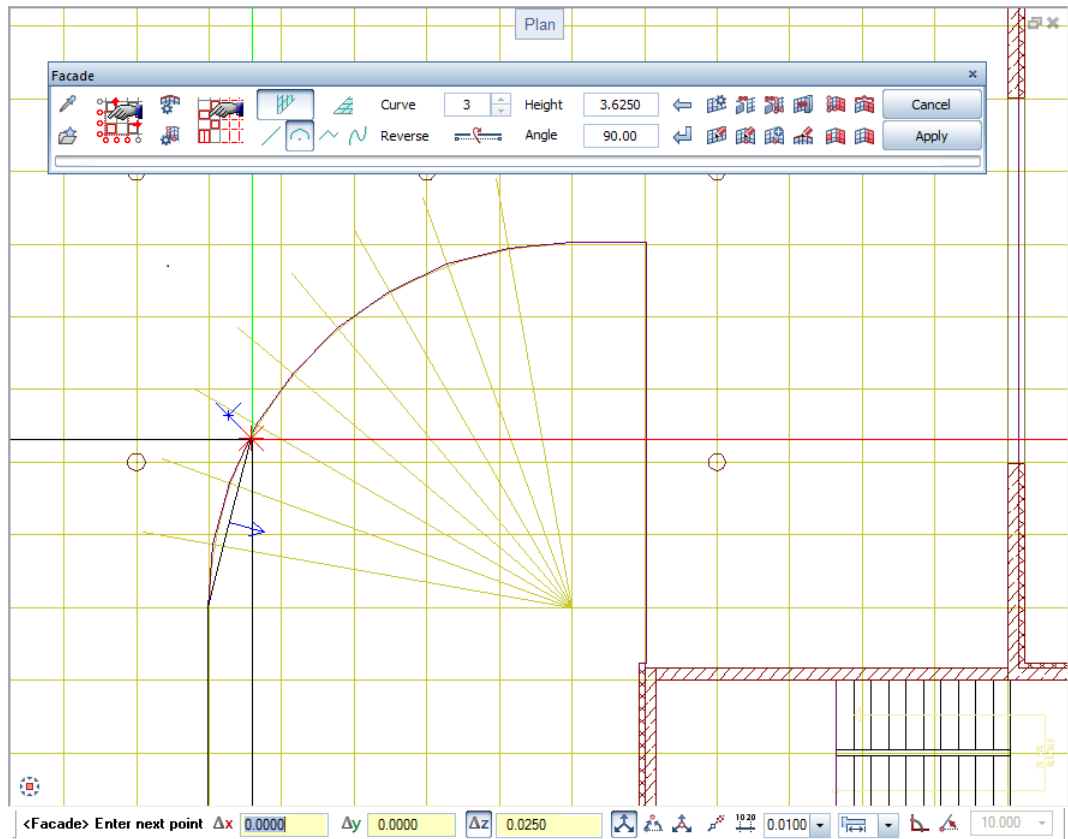 Plan
Facade
Curve 3 Height 3.6250 Cancel
Reverse Angle 90.00 Apply
<Facade> Enter next point Δx 0.0000 Δy 0.0000 Δz 0.0250 1020 0.0100 10.000